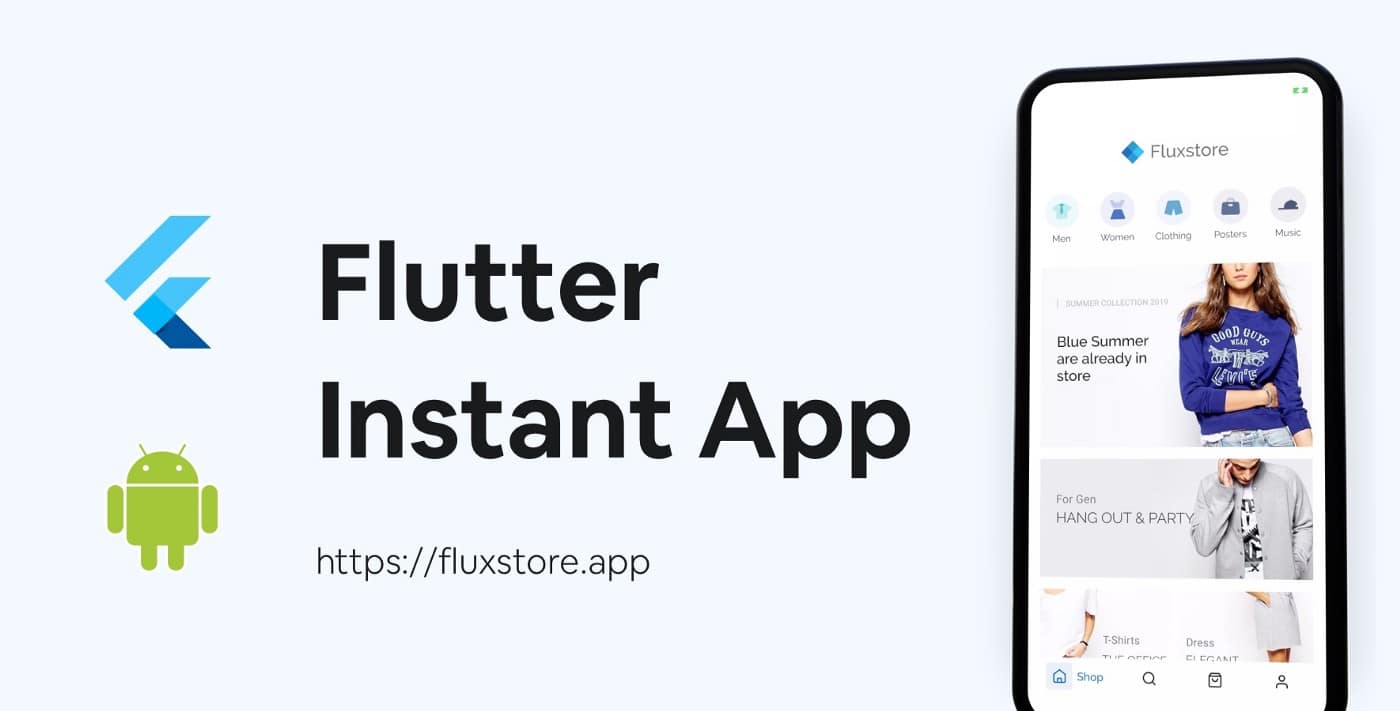 Flutter
Instant App
https://fluxstore.app
Fluxstore
Men Women Clothing Posters Music
SUMMER COLLECTION 2019
Blue Summer
are already in
store
GOOD GUYS
WEAR
LEVI'S
For Gen
HANG OUT & PARTY
T-Shirts
THE OFFICE
Dress
ELEGANT
Shop